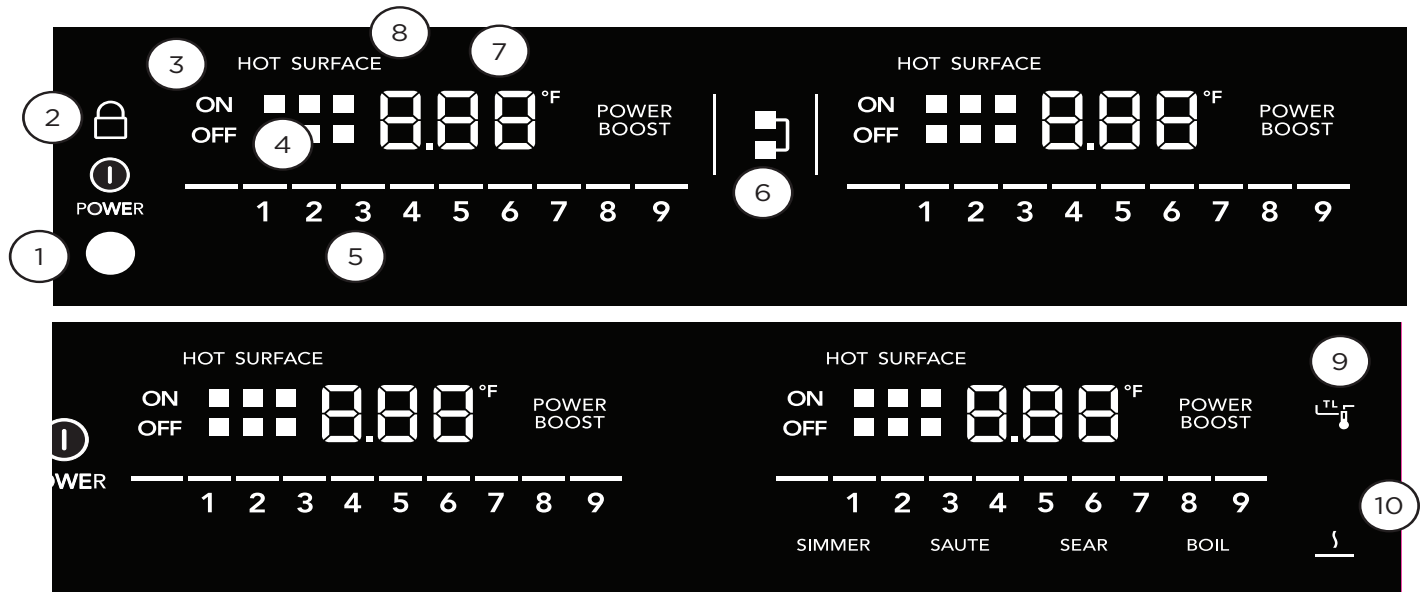 8
7
3
HOT SURFACE
HOT SURFACE
2
ON
8.88 °F
POWER
BOOST
ON
8.88 °F
POWER
BOOST
OFF
4
OFF
6
POWER
1 2 3 4 5 6 7 8 9
1 2 3 4 5 6 7 8 9
1
5
HOT SURFACE
HOT SURFACE
9
ON
8.88 °F
POWER
BOOST
ON
8.88 °F
POWER
BOOST
TL
OFF
OFF
OWER
1 2 3 4 5 6 7 8 9
1 2 3 4 5 6 7 8 9
10
SIMMER SAUTE SEAR BOIL